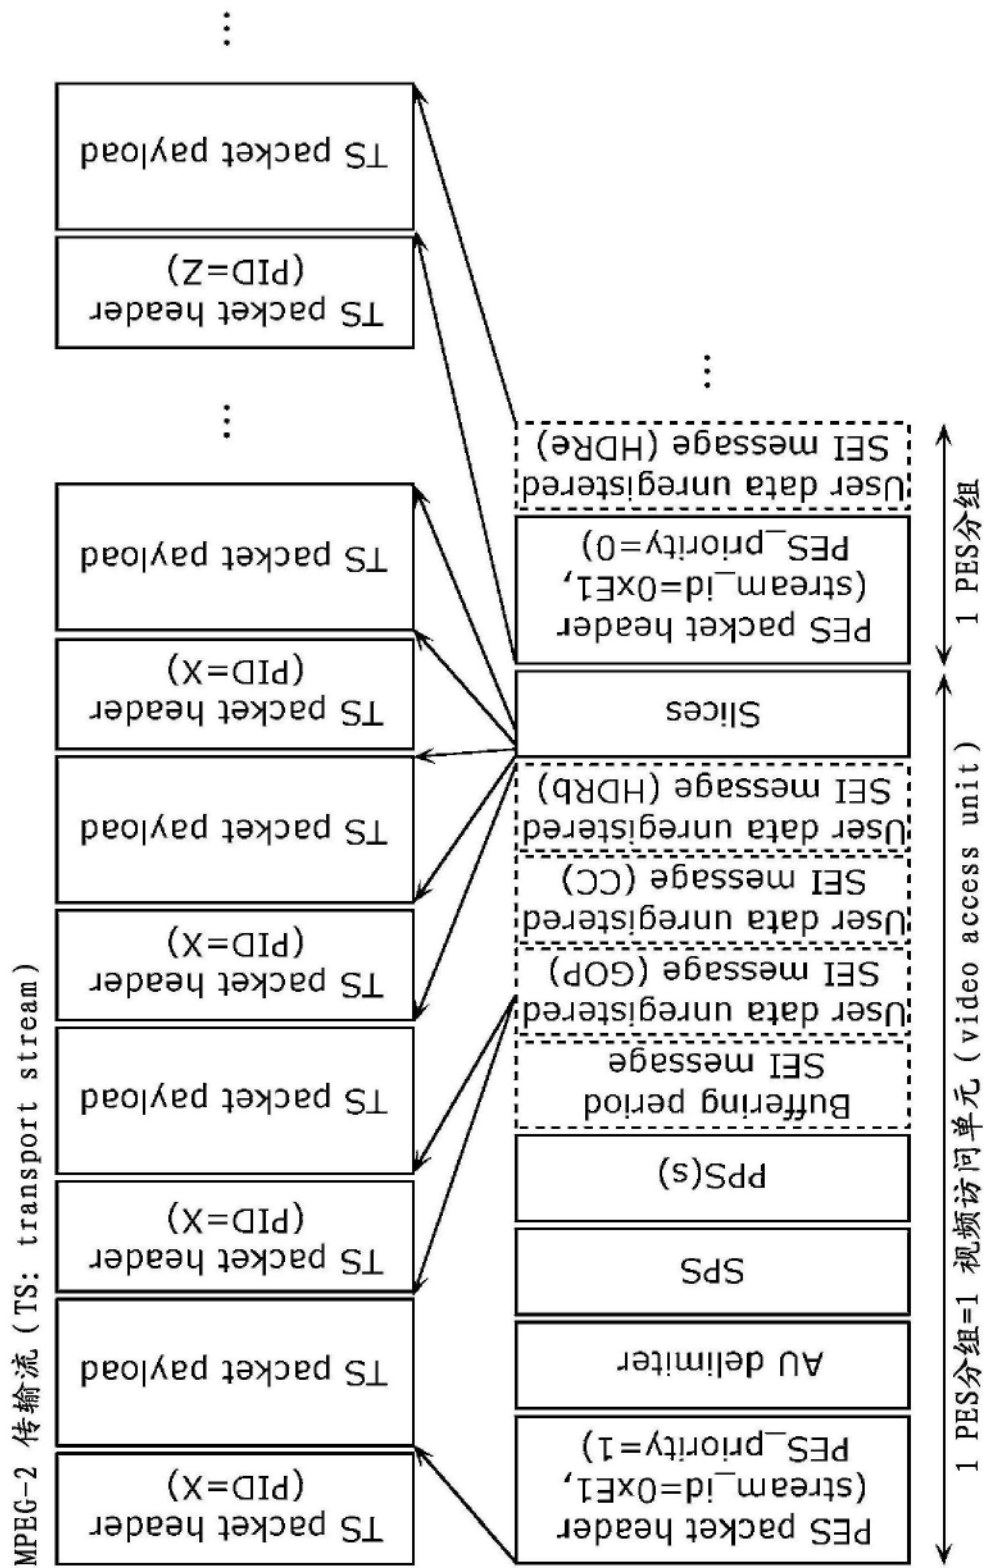 MPEG-2 传输流 (TS: transport stream)
TS packet header
(PID=X)
TS packet payload
TS packet header
(PID=X)
TS packet payload
TS packet header
(PID=X)
TS packet payload
TS packet header
(PID=X)
TS packet payload
...
TS packet header
(PID=Z)
TS packet payload
...
PES packet header
(stream_id=0xE1,
PES_priority=1)
AU delimiter
SPS
PPS(s)
Buffering period
SEI message
User data unregistered
SEI message (GOP)
User data unregistered
SEI message (CC)
User data unregistered
SEI message (HDRb)
Slices
PES packet header
(stream_id=0xE1,
PES_priority=0)
User data unregistered
SEI message (HDRe)
...
1 PES分组=1 视频访问单元 (video access unit)
1 PES分组